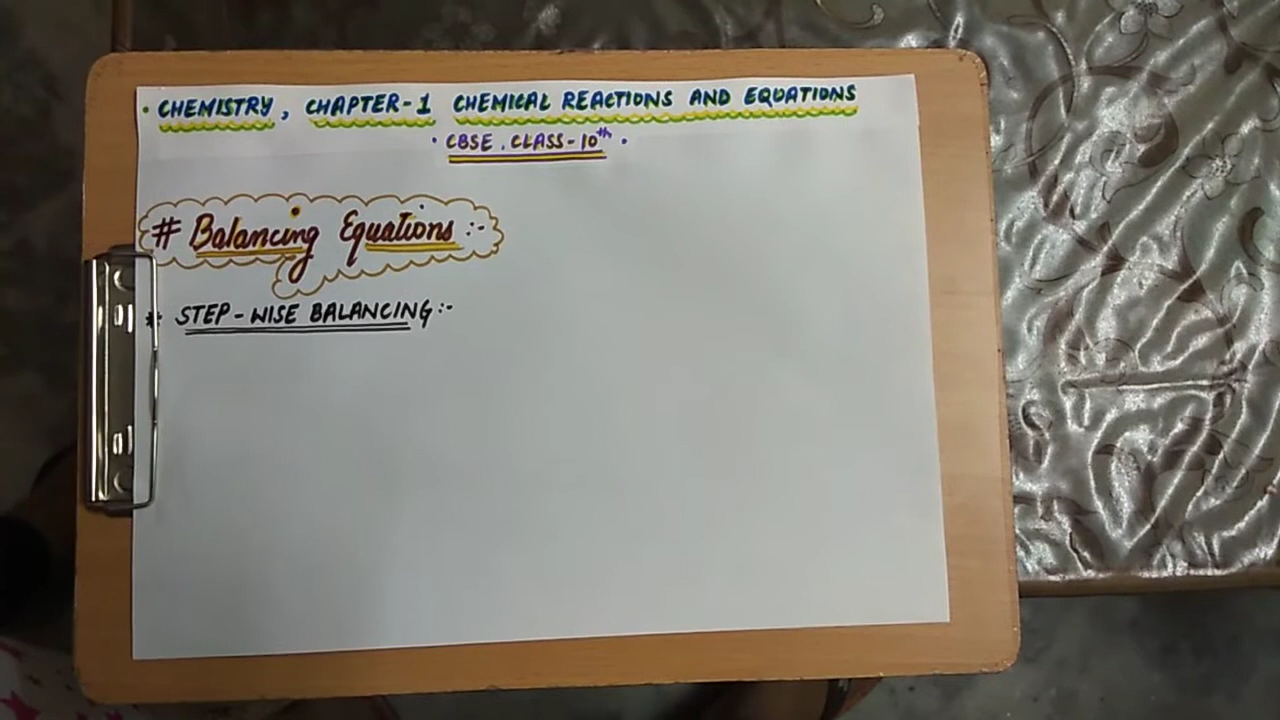 • CHEMISTRY, CHAPTER-1 CHEMICAL REACTIONS AND EQUATIONS
• CBSE. CLASS-10th •
# Balancing Equations :-
* STEP-WISE BALANCING:-